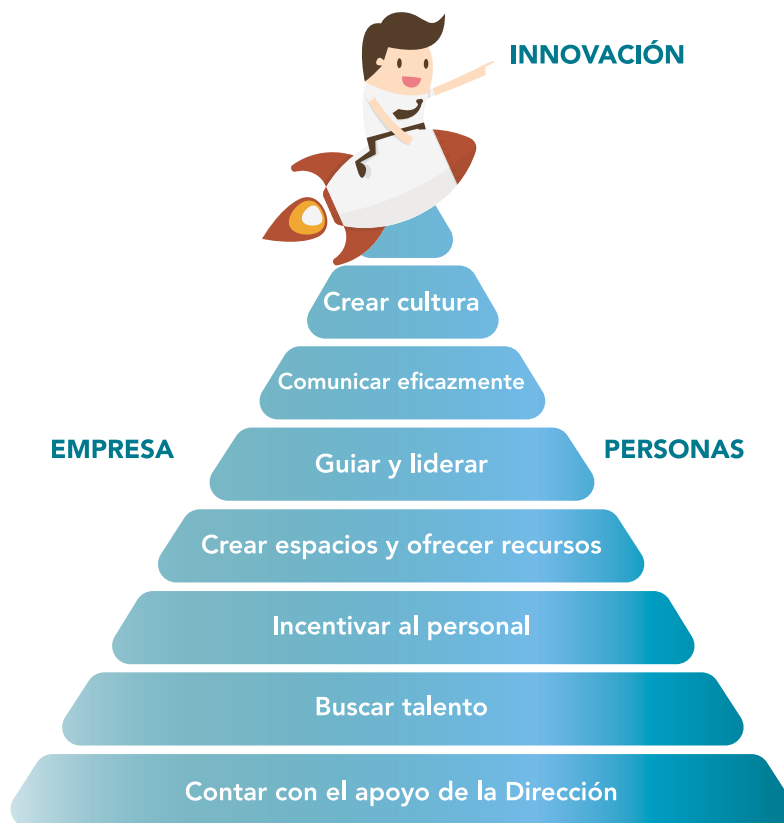 INNOVACIÓN
Crear cultura
Comunicar eficazmente
EMPRESA
Guiar y liderar
PERSONAS
Crear espacios y ofrecer recursos
Incentivar al personal
Buscar talento
Contar con el apoyo de la Dirección